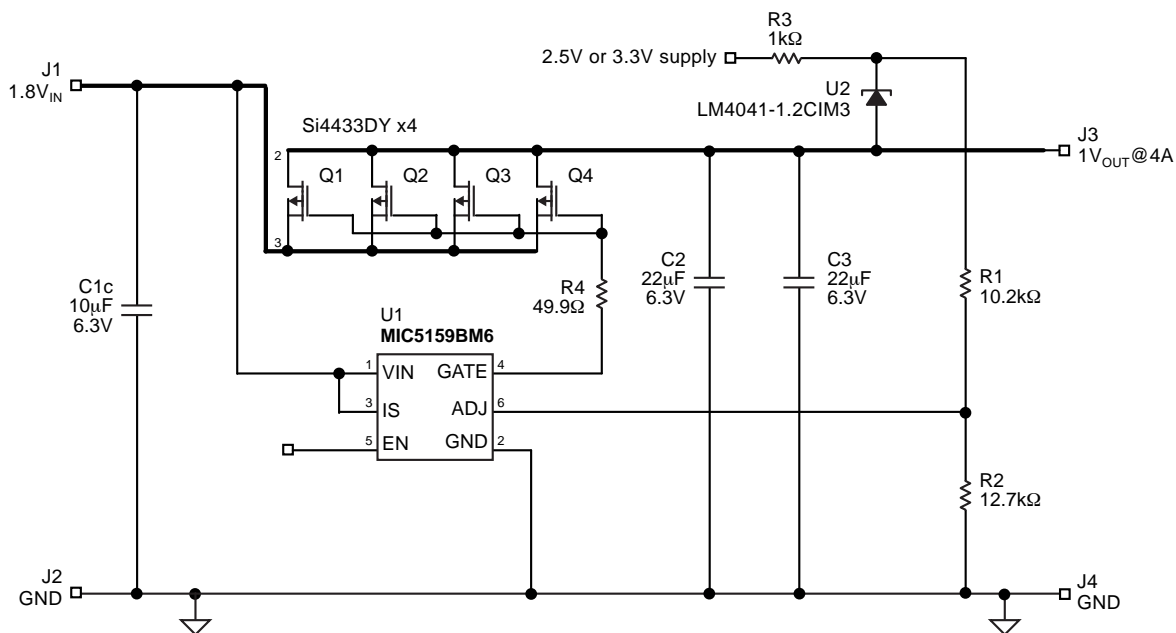 R3
1kΩ
2.5V or 3.3V supply
J1
1.8VIN
U2
LM4041-1.2CIM3
Si4433DY x4
J3
1VOUT@4A
2
Q1
Q2
Q3
Q4
3
C1c
10µF
6.3V
R4
49.9Ω
C2
22µF
6.3V
C3
22µF
6.3V
R1
10.2kΩ
U1
MIC5159BM6
1
VIN
GATE
4
3
IS
ADJ
6
5
EN
GND
2
R2
12.7kΩ
J2
GND
J4
GND